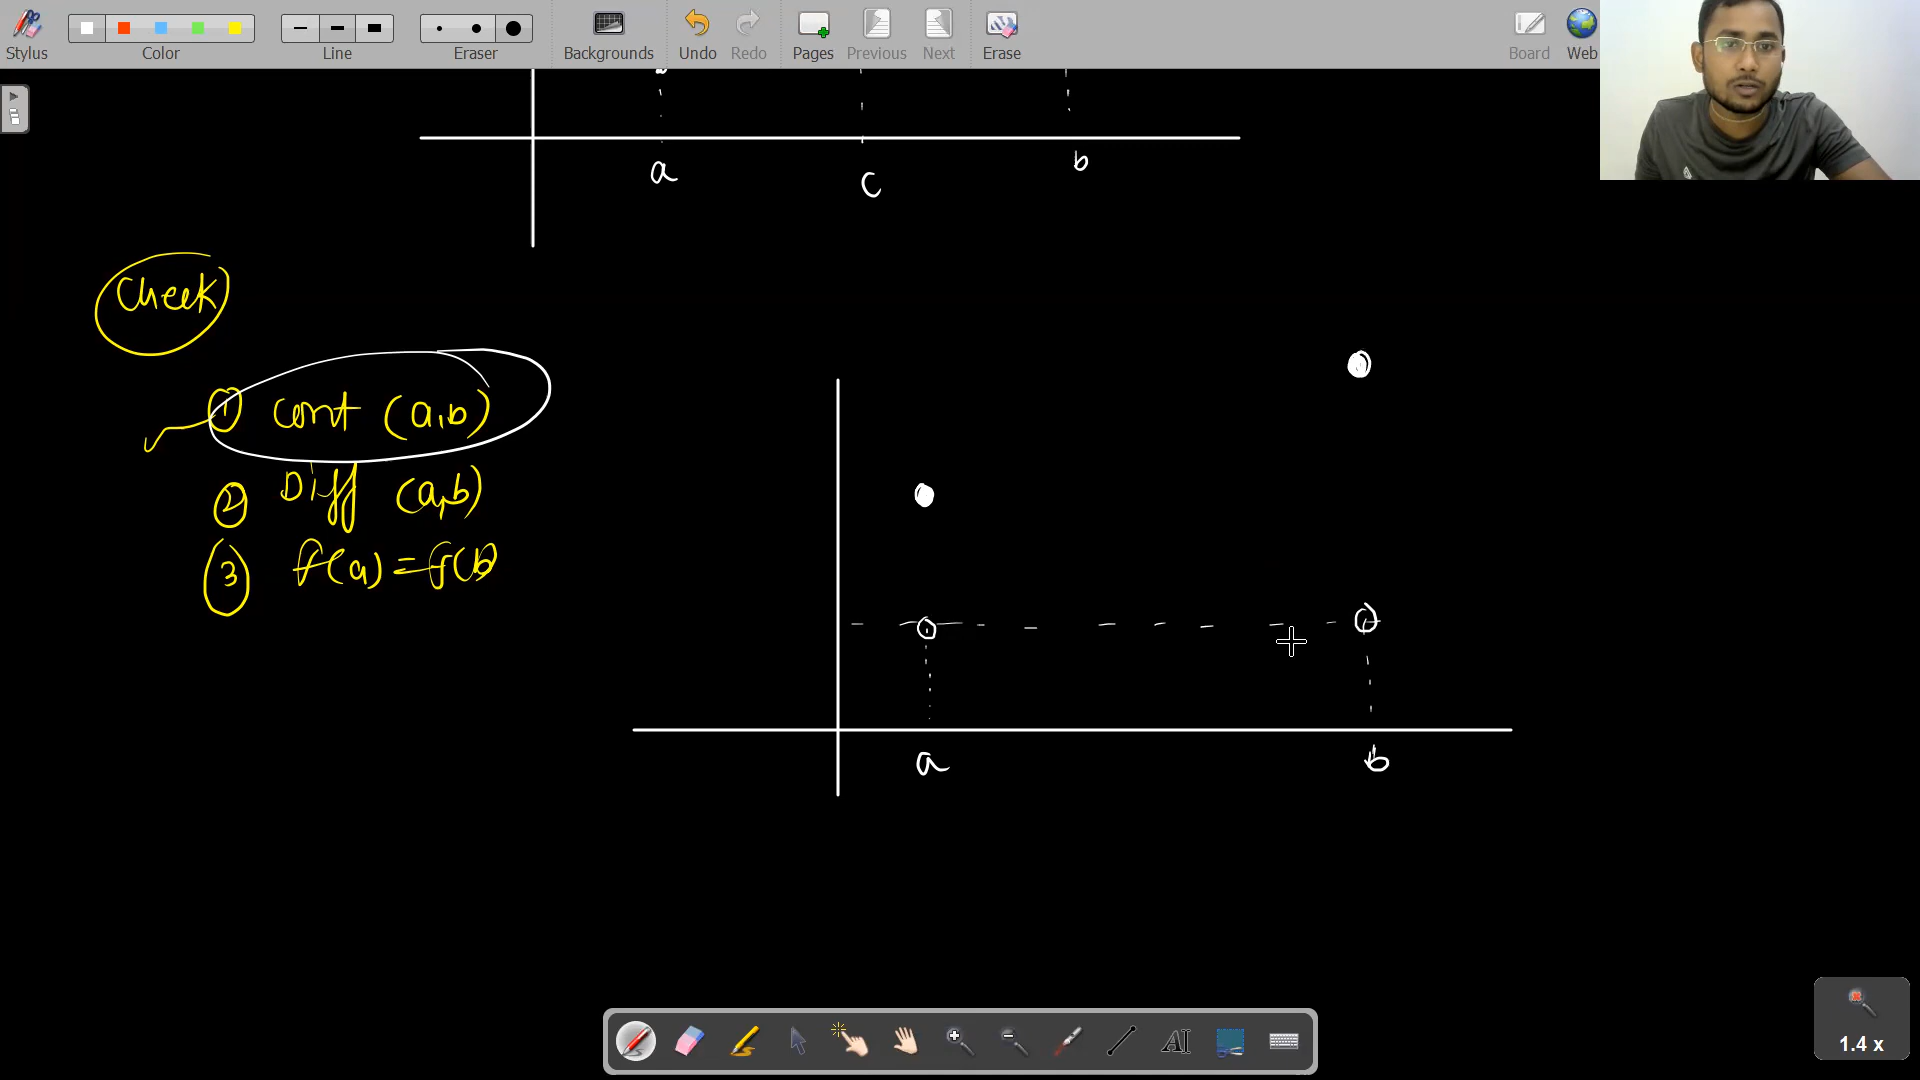 Stylus Color Line Eraser Backgrounds Undo Redo Pages Previous Next Erase Board Web
a c b
Check
① cont (a,b)
② Diff (a,b)
③ f(a) = f(b)
a b
AI
1.4 x